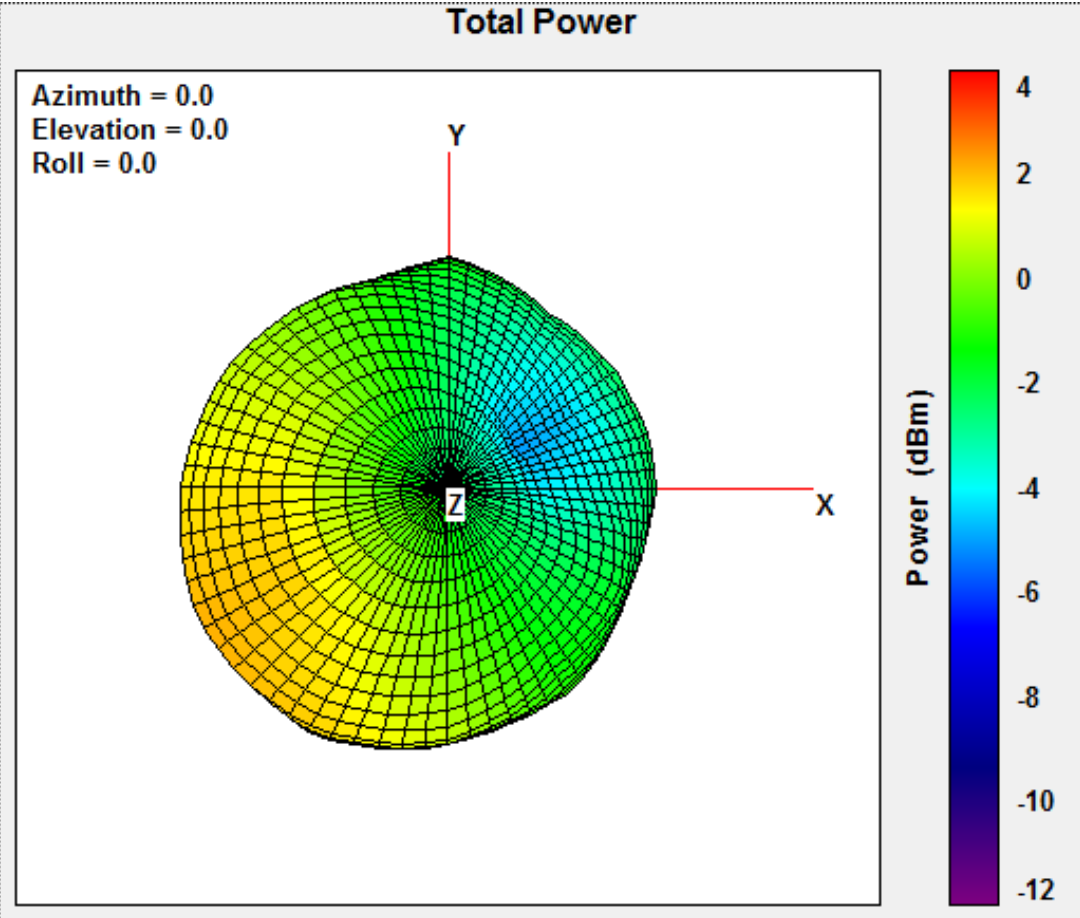 Total Power
Azimuth = 0.0
Elevation = 0.0
Roll = 0.0
Y
X
Z
4
2
0
-2
-4
-6
-8
-10
-12
Power (dBm)